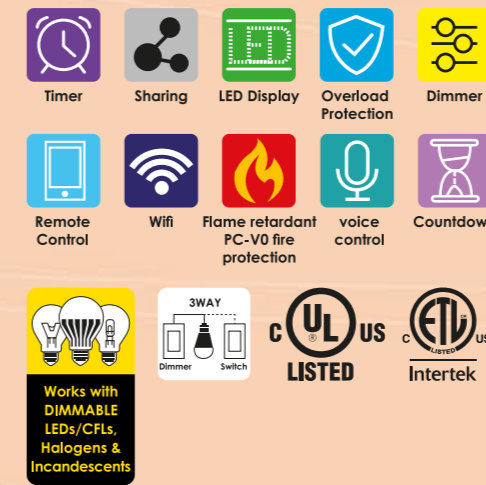 LED
Timer
Sharing
LED Display
Overload
Protection
Dimmer
Remote
Control
Wifi
Flame retardant
PC-V0 fire
protection
voice
control
Countdow
Works with
DIMMABLE
LEDs/CFLs,
Halogens &
Incandescents
3WAY
Dimmer
Switch
C UL US
®
LISTED
C ETL US
LISTED
Intertek